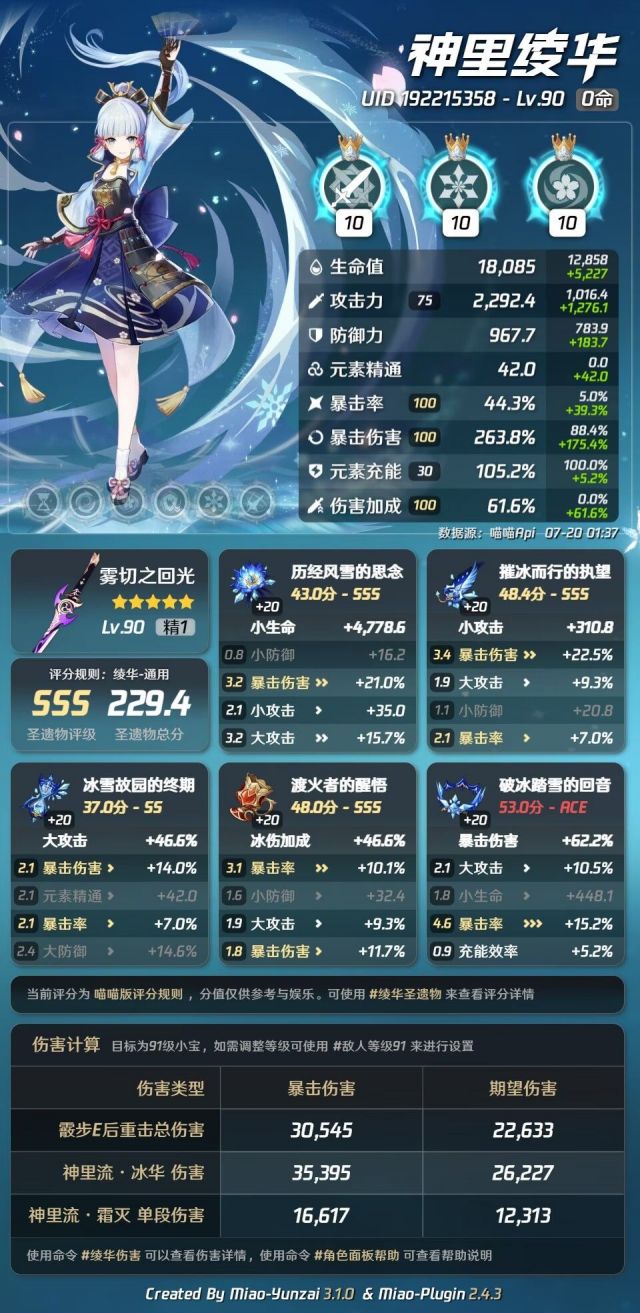 神里绫华
UID 192215358 - Lv.90 0命
10 10 10
生命值 18,085 12,858 +5,227
攻击力 75 2,292.4 1,016.4 +1,276.1
防御力 967.7 783.9 +183.7
元素精通 42.0 0.0 +42.0
暴击率 100 44.3% 5.0% +39.3%
暴击伤害 100 263.8% 88.4% +175.4%
元素充能 30 105.2% 100.0% +5.2%
伤害加成 100 61.6% 0.0% +61.6%
数据源：喵喵Api 07-20 01:37
雾切之回光
Lv.90 精1
评分规则：绫华-通用
SSS 229.4
圣遗物评级 圣遗物总分
+20
历经风雪的思念
43.0分 - SSS
小生命 +4,778.6
0.8 小防御 +16.2
3.2 暴击伤害 +21.0%
2.1 小攻击 +35.0
3.2 大攻击 +15.7%
+20
摧冰而行的执望
48.4分 - SSS
小攻击 +310.8
3.4 暴击伤害 +22.5%
1.9 大攻击 +9.3%
1.1 小防御 +20.8
2.1 暴击率 +7.0%
+20
冰雪故园的终期
37.0分 - SS
大攻击 +46.6%
2.1 暴击伤害 +14.0%
2.1 元素精通 +42.0
2.1 暴击率 +7.0%
2.4 大防御 +14.6%
+20
渡火者的醒悟
48.0分 - SSS
冰伤加成 +46.6%
3.1 暴击率 +10.1%
1.6 小防御 +32.4
1.9 大攻击 +9.3%
1.8 暴击伤害 +11.7%
+20
破冰踏雪的回音
53.0分 - ACE
暴击伤害 +62.2%
2.1 大攻击 +10.5%
1.8 小生命 +448.1
4.6 暴击率 +15.2%
0.9 充能效率 +5.2%
当前评分为 喵喵版评分规则 ，分值仅供参考与娱乐。可使用 #绫华圣遗物 来查看评分详情
伤害计算 目标为91级小宝，如需调整等级可使用 #敌人等级91 来进行设置
伤害类型 暴击伤害 期望伤害
霰步E后重击总伤害 30,545 22,633
神里流·冰华 伤害 35,395 26,227
神里流·霜灭 单段伤害 16,617 12,313
使用命令 #绫华伤害 可以查看伤害详情，使用命令 #角色面板帮助 可查看帮助说明
Created By Miao-Yunzai 3.1.0 & Miao-Plugin 2.4.3